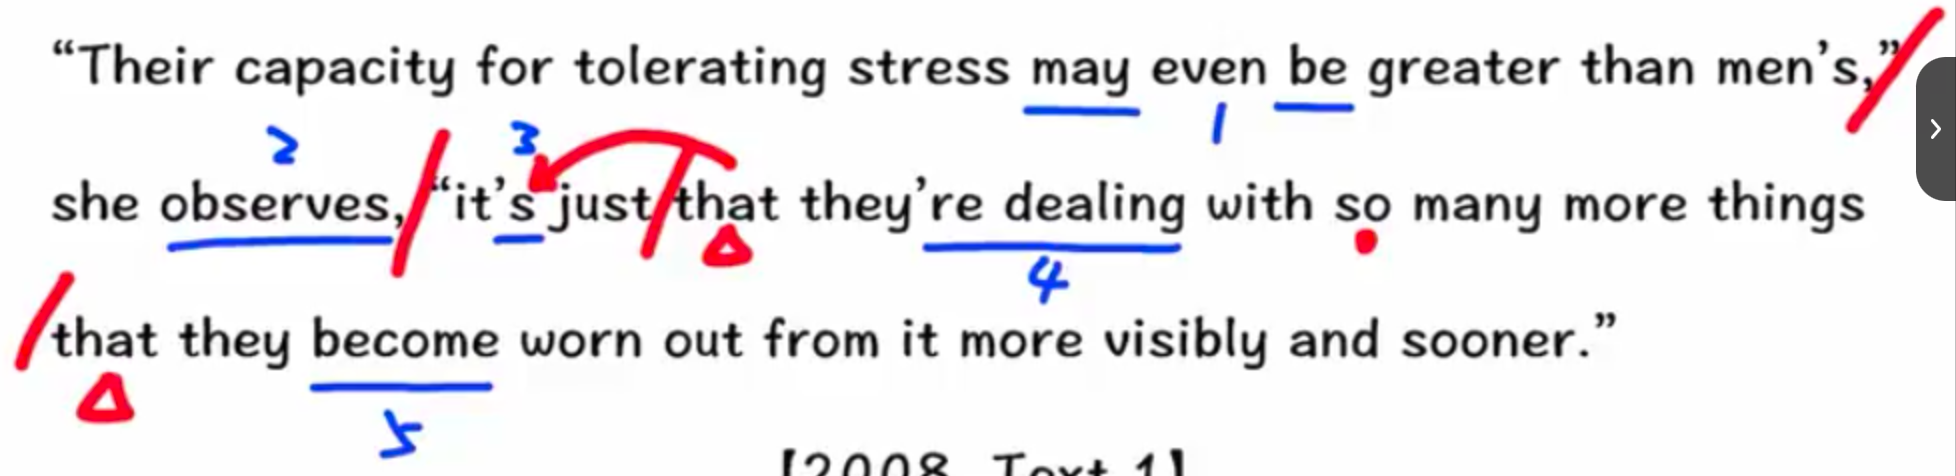 “Their capacity for tolerating stress may even be greater than men’s,”
1
2 3
she observes, “it’s just that they’re dealing with so many more things
4
that they become worn out from it more visibly and sooner.”
5
【2008 Text 1】